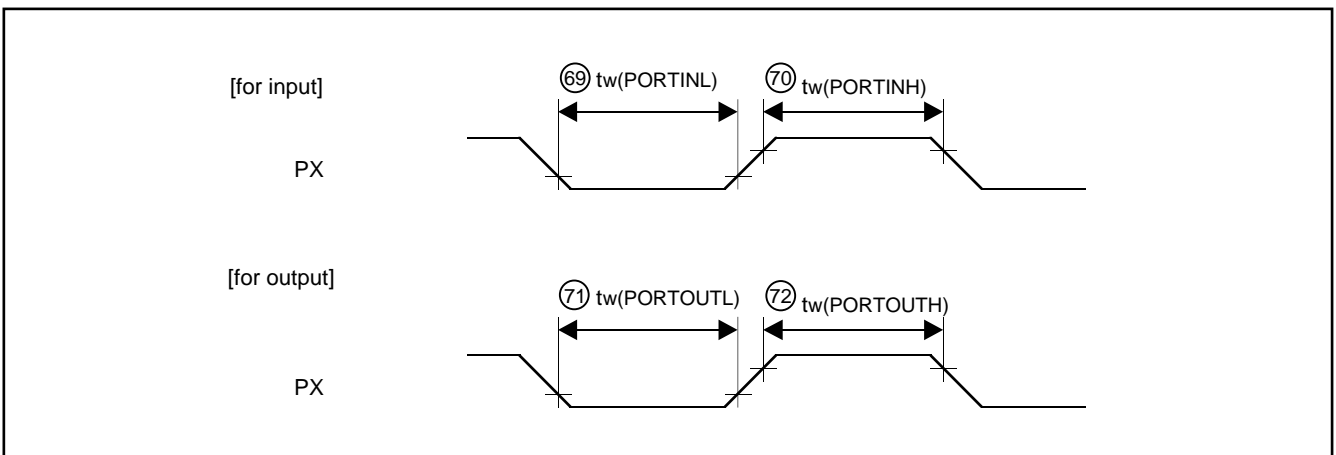 [for input]
69 tw(PORTINL)
70 tw(PORTINH)
PX
[for output]
71 tw(PORTOUTL)
72 tw(PORTOUTH)
PX